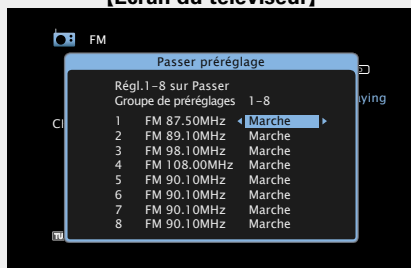 [Écran du téléviseur]
FM
Passer préréglage
Régl.1–8 sur Passer
Groupe de préréglages 1–8
ying
1 FM 87.50MHz Marche
2 FM 89.10MHz Marche
3 FM 98.10MHz Marche
4 FM 108.00MHz Marche
5 FM 90.10MHz Marche
6 FM 90.10MHz Marche
7 FM 90.10MHz Marche
8 FM 90.10MHz Marche